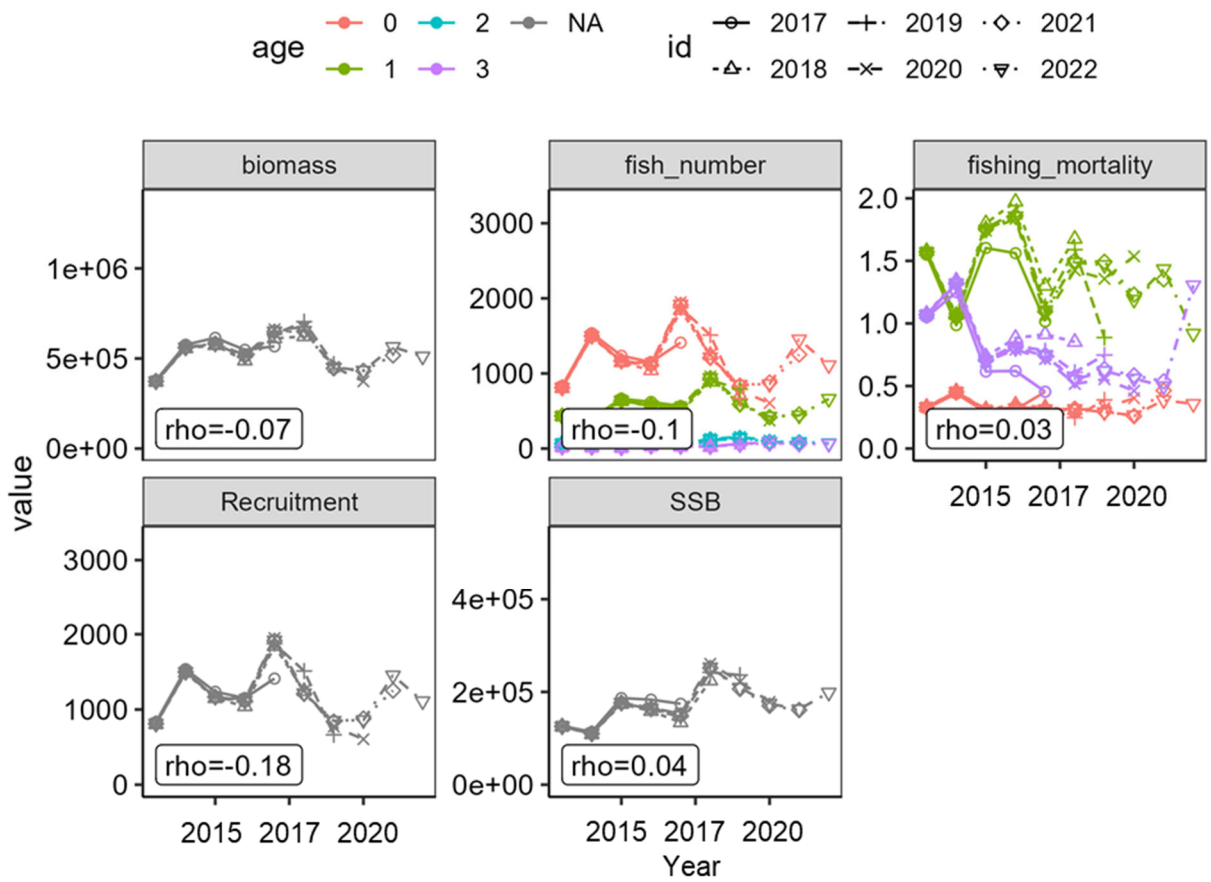 age 0 2 NA id 2017 2019 2021
1 3 2018 2020 2022
biomass fish_number fishing_mortality
value
1e+06
5e+05
0e+00
rho=-0.07
3000
2000
1000
0
rho=-0.1
2.0
1.5
1.0
0.5
0.0
rho=0.03
2015 2017 2020
Recruitment SSB
3000
2000
1000
0
rho=-0.18
4e+05
2e+05
0e+00
rho=0.04
2015 2017 2020 2015 2017 2020
Year